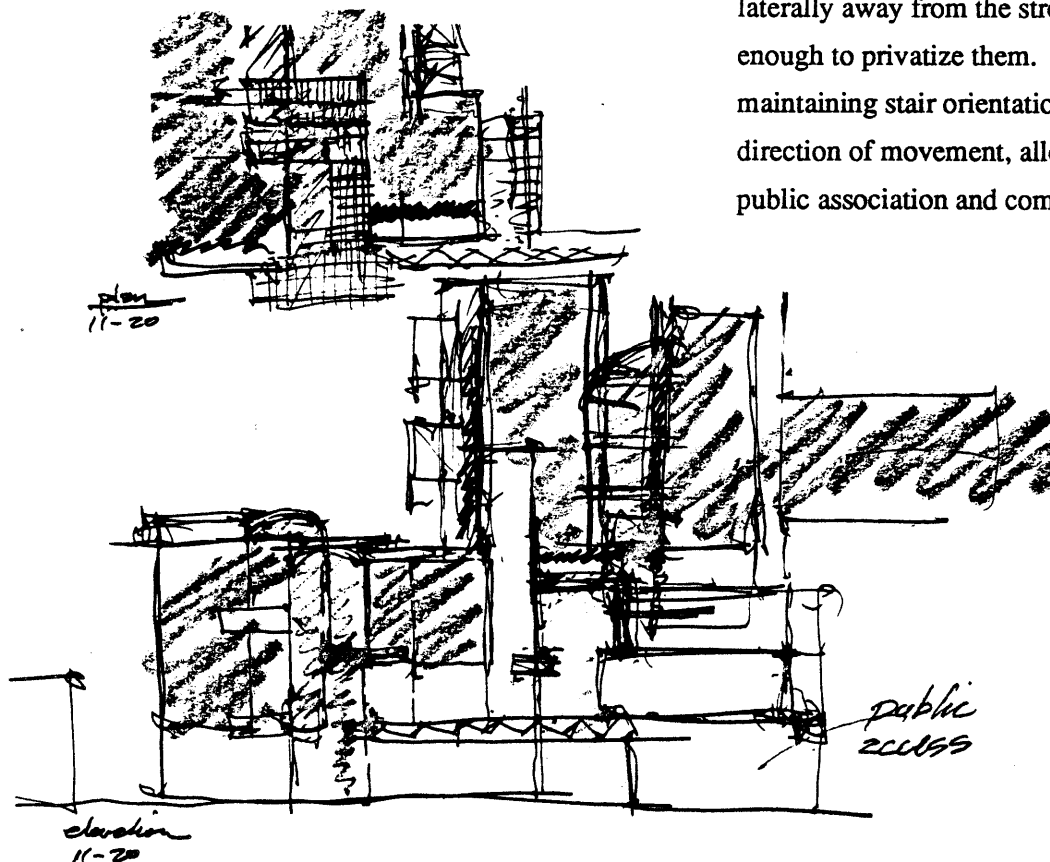 laterally away from the stre
enough to privatize them.
maintaining stair orientatio
direction of movement, all
public association and com
plan
11-20
public
access
elevation
11-20